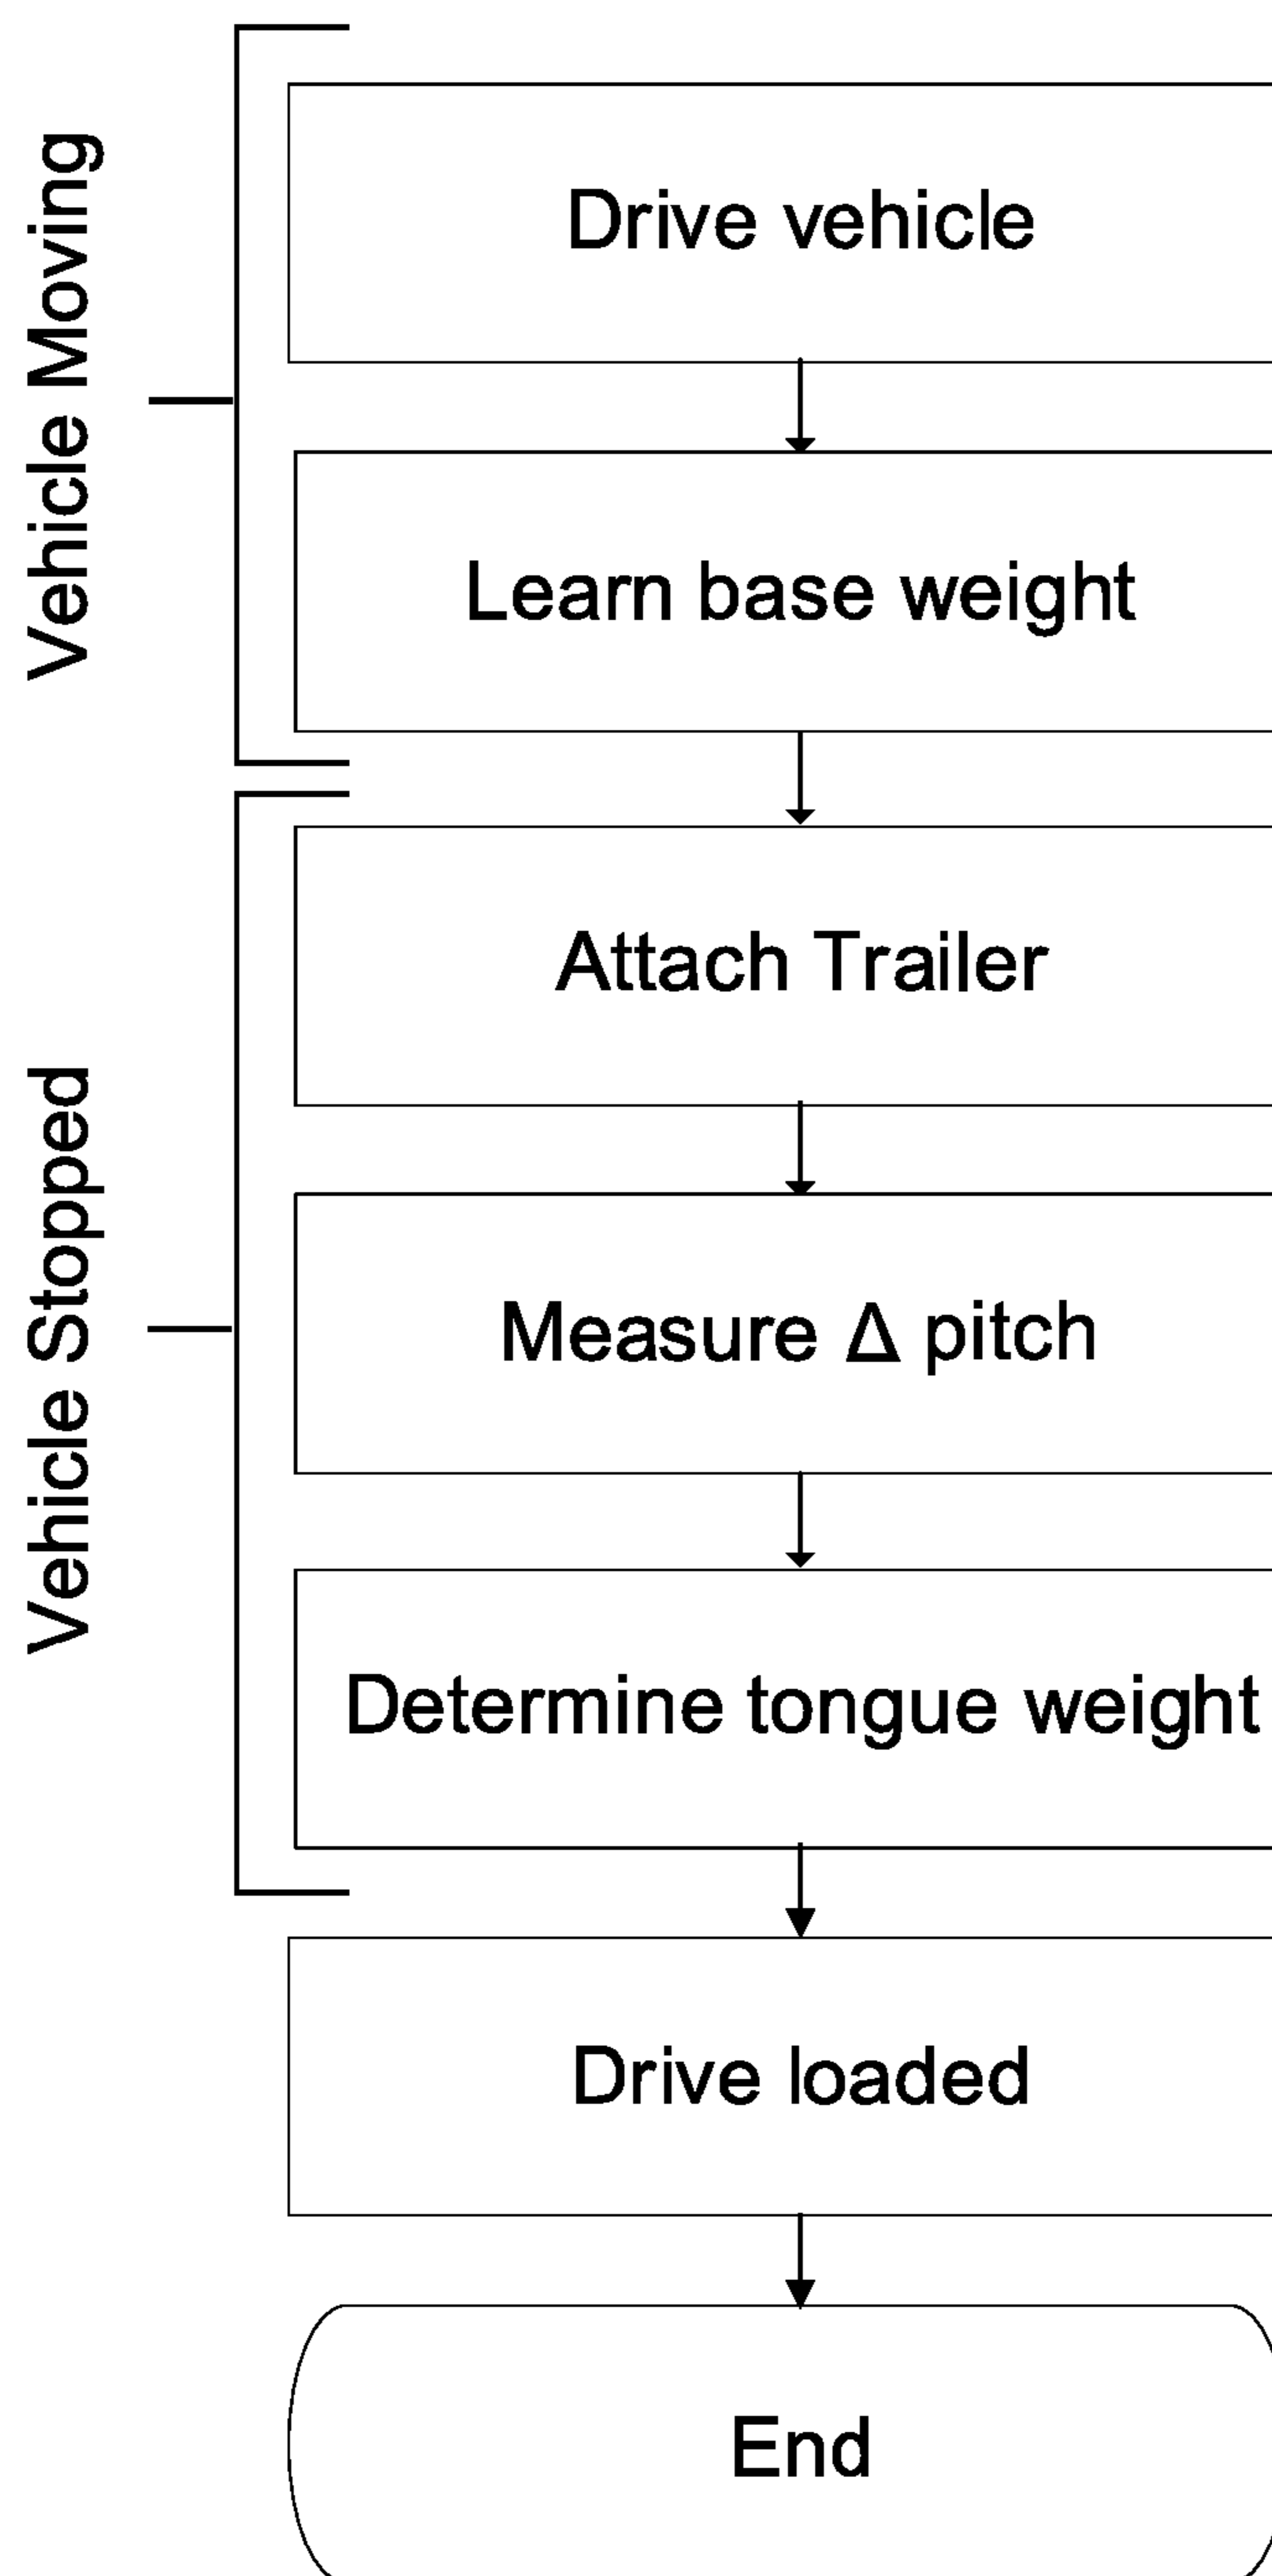 Vehicle Moving
Drive vehicle
Learn base weight
Vehicle Stopped
Attach Trailer
Measure Δ pitch
Determine tongue weight
Drive loaded
End